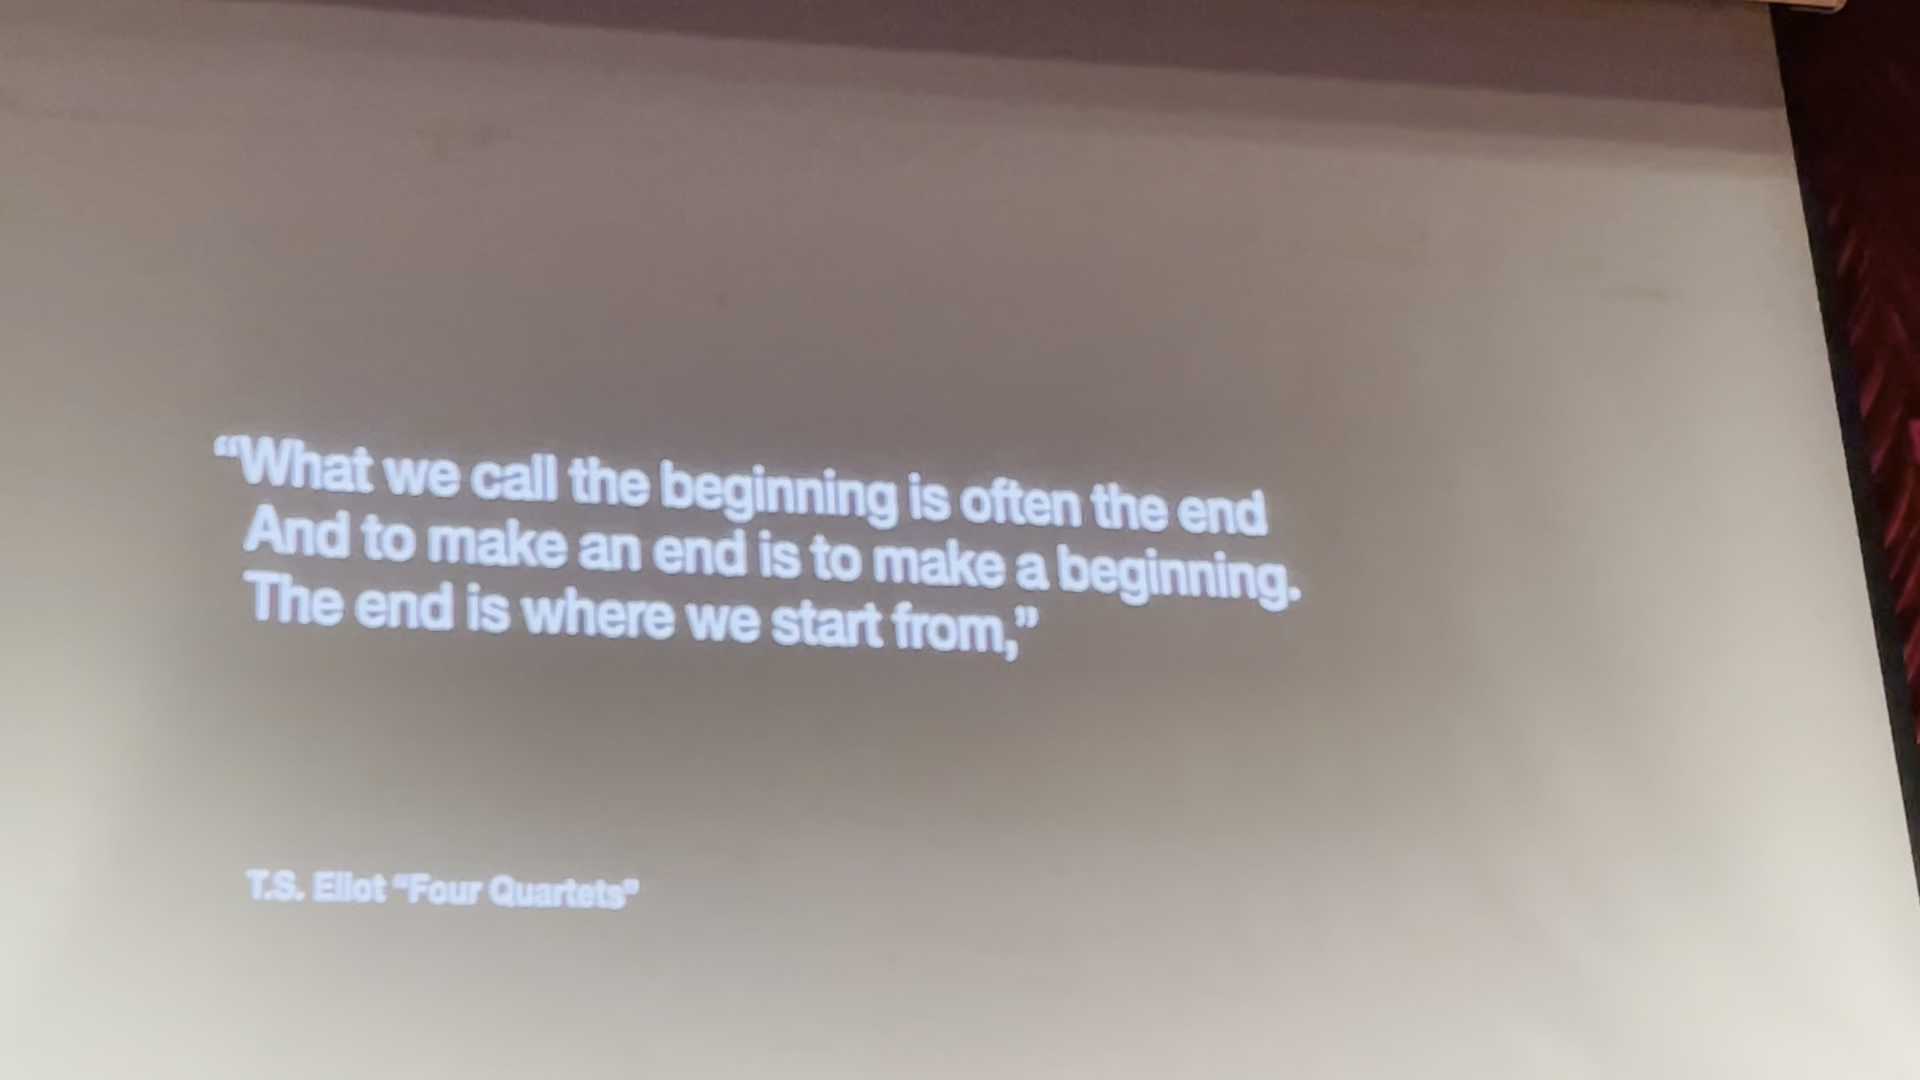 “What we call the beginning is often the end
And to make an end is to make a beginning.
The end is where we start from,”
T.S. Eliot “Four Quartets”